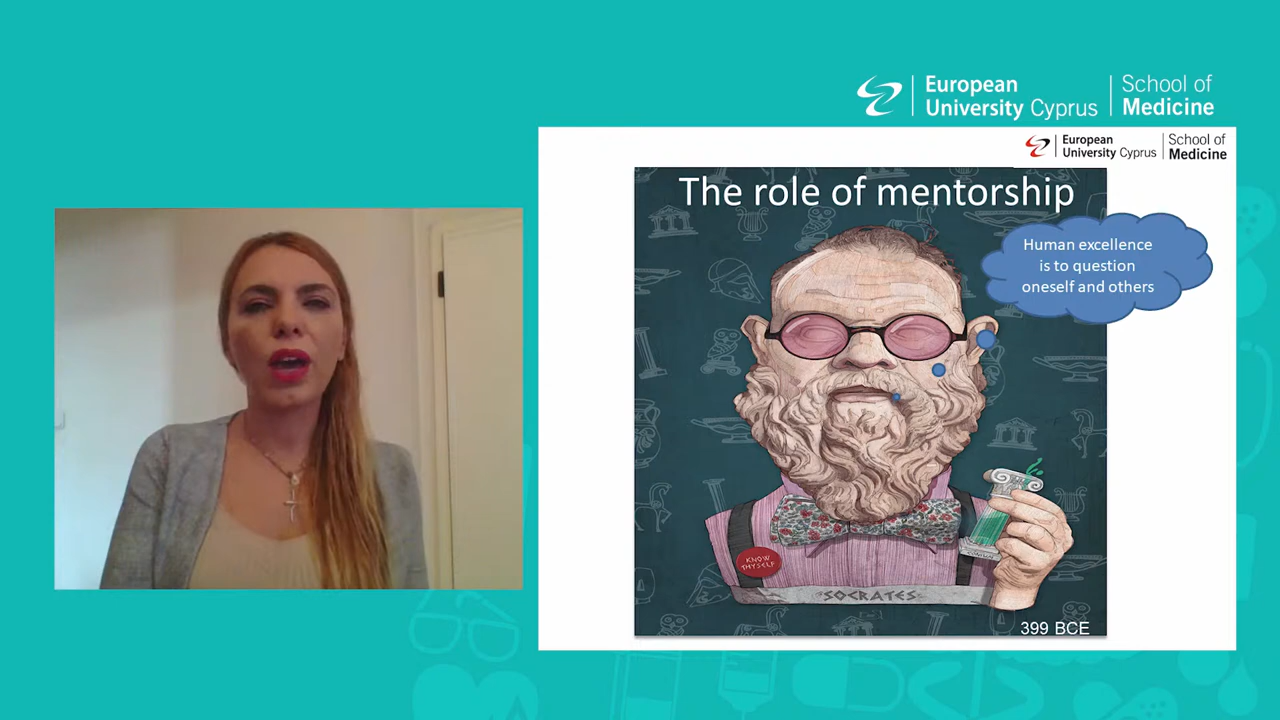 European
University Cyprus
School of
Medicine
European
University Cyprus
School of
Medicine
The role of mentorship
Human excellence
is to question
oneself and others
KNOW
THYSELF
SOCRATES
399 BCE